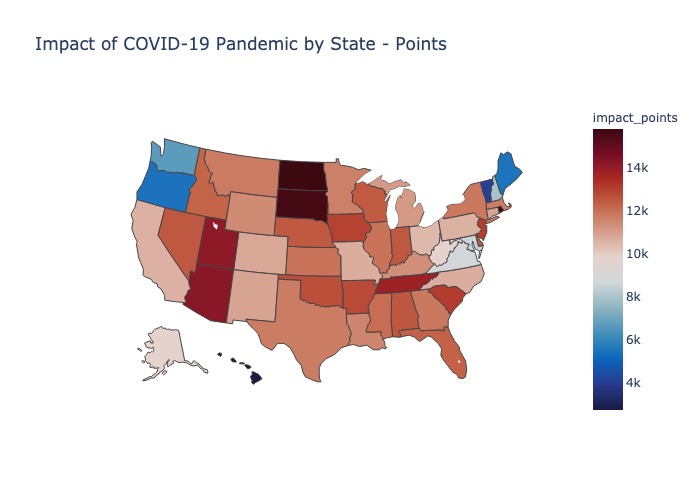 Impact of COVID-19 Pandemic by State - Points
impact_points
14k
12k
10k
8k
6k
4k